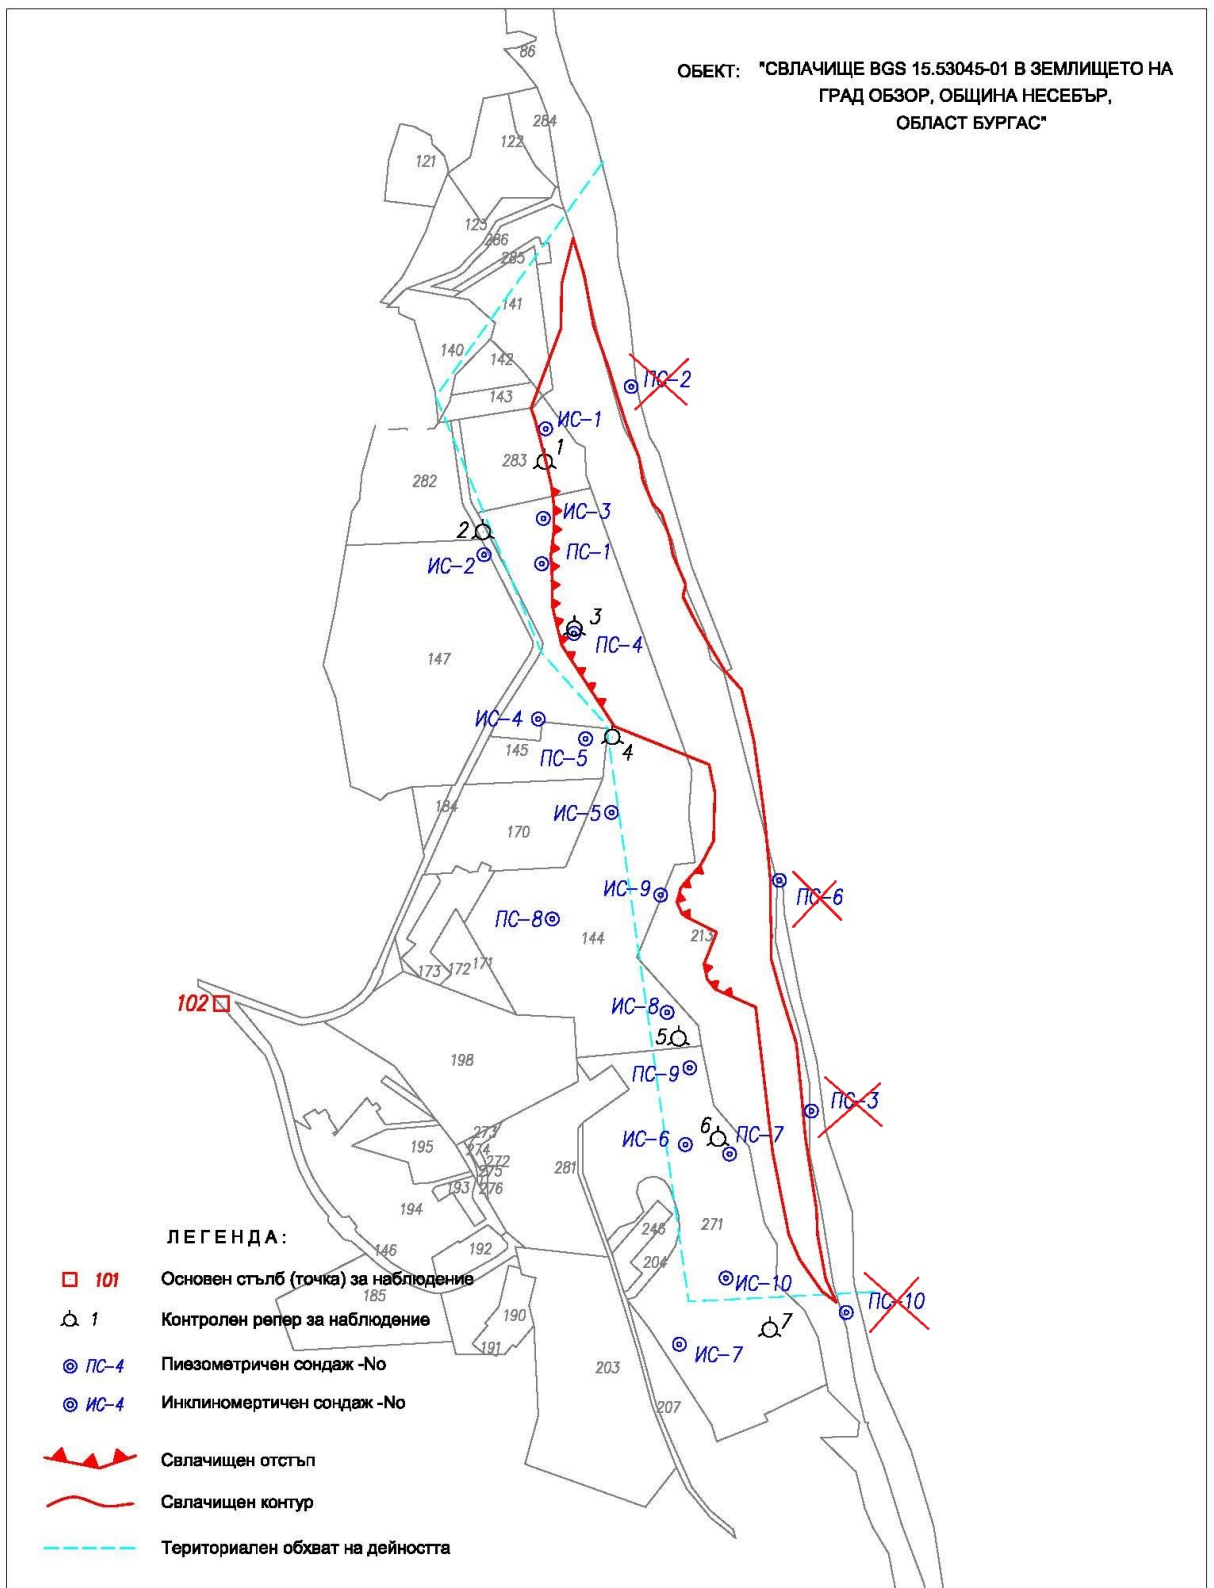 ОБЕКТ: "СВЛАЧИЩЕ BGS 15.53045-01 В ЗЕМЛИЩЕТО НА
ГРАД ОБЗОР, ОБЩИНА НЕСЕБЪР,
ОБЛАСТ БУРГАС"
86
284
122
121
123
286
285
141
140
142
143
ПС-2
ИС-1
1
283
282
ИС-3
2
ИС-2
ПС-1
3
ПС-4
147
ИС-4
145
ПС-5
4
184
170
ИС-5
ИС-9
ПС-6
ПС-8
144
213
173
172
171
102
ИС-8
5
198
ПС-9
ПС-3
6
ПС-7
ИС-6
195
273
274
272
275
276
193
281
194
271
246
204
146
192
ИС-10
ПС-10
185
190
191
7
ИС-7
203
207
ЛЕГЕНДА:
101 Основен стълб (точка) за наблюдение
1 Контролен репер за наблюдение
ПС-4 Пиезометричен сондаж -No
ИС-4 Инклиномертичен сондаж -No
Свлачищен отстъп
Свлачищен контур
Териториален обхват на дейността